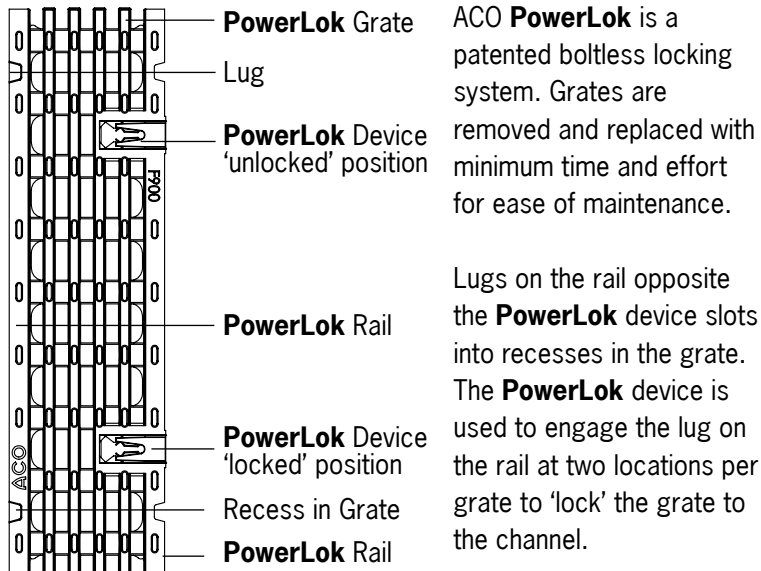 PowerLok Grate
Lug
PowerLok Device
'unlocked' position
F900
PowerLok Rail
PowerLok Device
'locked' position
ACO
Recess in Grate
PowerLok Rail
ACO PowerLok is a
patented boltless locking
system. Grates are
removed and replaced with
minimum time and effort
for ease of maintenance.
Lugs on the rail opposite
the PowerLok device slots
into recesses in the grate.
The PowerLok device is
used to engage the lug on
the rail at two locations per
grate to 'lock' the grate to
the channel.